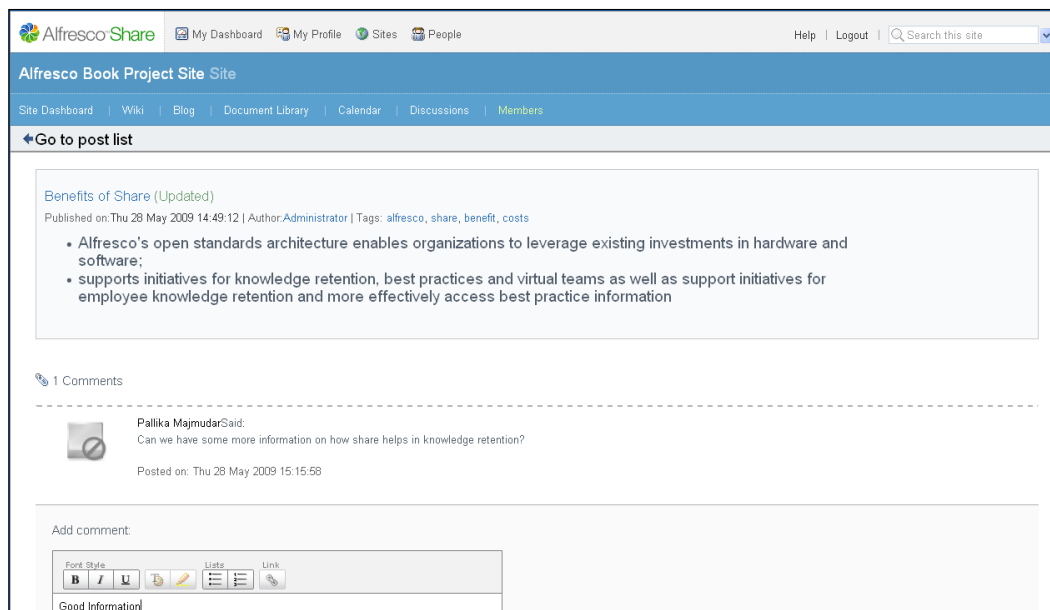 Alfresco Share My Dashboard My Profile Sites People Help | Logout | Search this site
Alfresco Book Project Site Site
Site Dashboard | Wiki | Blog | Document Library | Calendar | Discussions | Members
Go to post list
Benefits of Share (Updated)
Published on:Thu 28 May 2009 14:49:12 | Author:Administrator | Tags: alfresco, share, benefit, costs
• Alfresco's open standards architecture enables organizations to leverage existing investments in hardware and
software;
• supports initiatives for knowledge retention, best practices and virtual teams as well as support initiatives for
employee knowledge retention and more effectively access best practice information
1 Comments
Pallika MajmudarSaid:
Can we have some more information on how share helps in knowledge retention?
Posted on: Thu 28 May 2009 15:15:58
Add comment:
Font Style Lists Link
B I U
Good Information